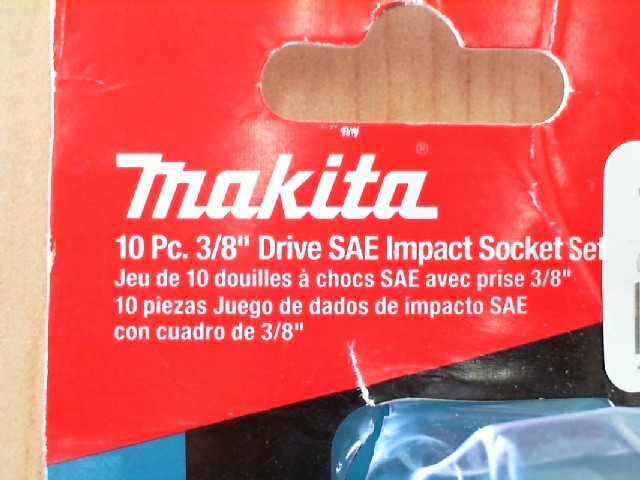 Makita®
10 Pc. 3/8" Drive SAE Impact Socket Set
Jeu de 10 douilles à chocs SAE avec prise 3/8"
10 piezas Juego de dados de impacto SAE
con cuadro de 3/8"